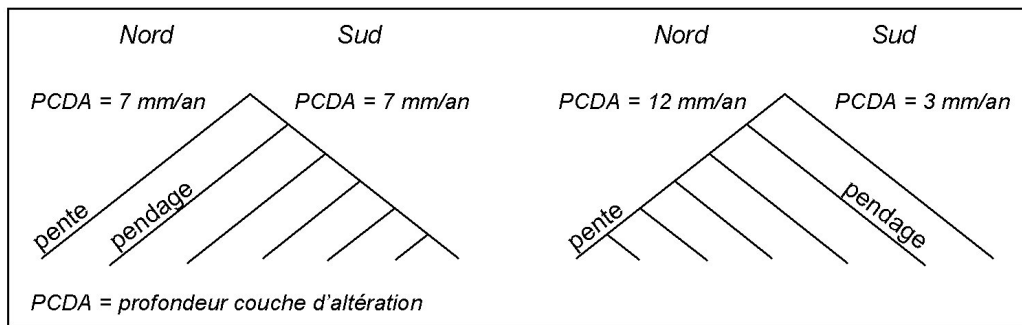 Nord Sud Nord Sud
PCDA = 7 mm/an PCDA = 7 mm/an PCDA = 12 mm/an PCDA = 3 mm/an
pente pendage pente pendage
PCDA = profondeur couche d'altération